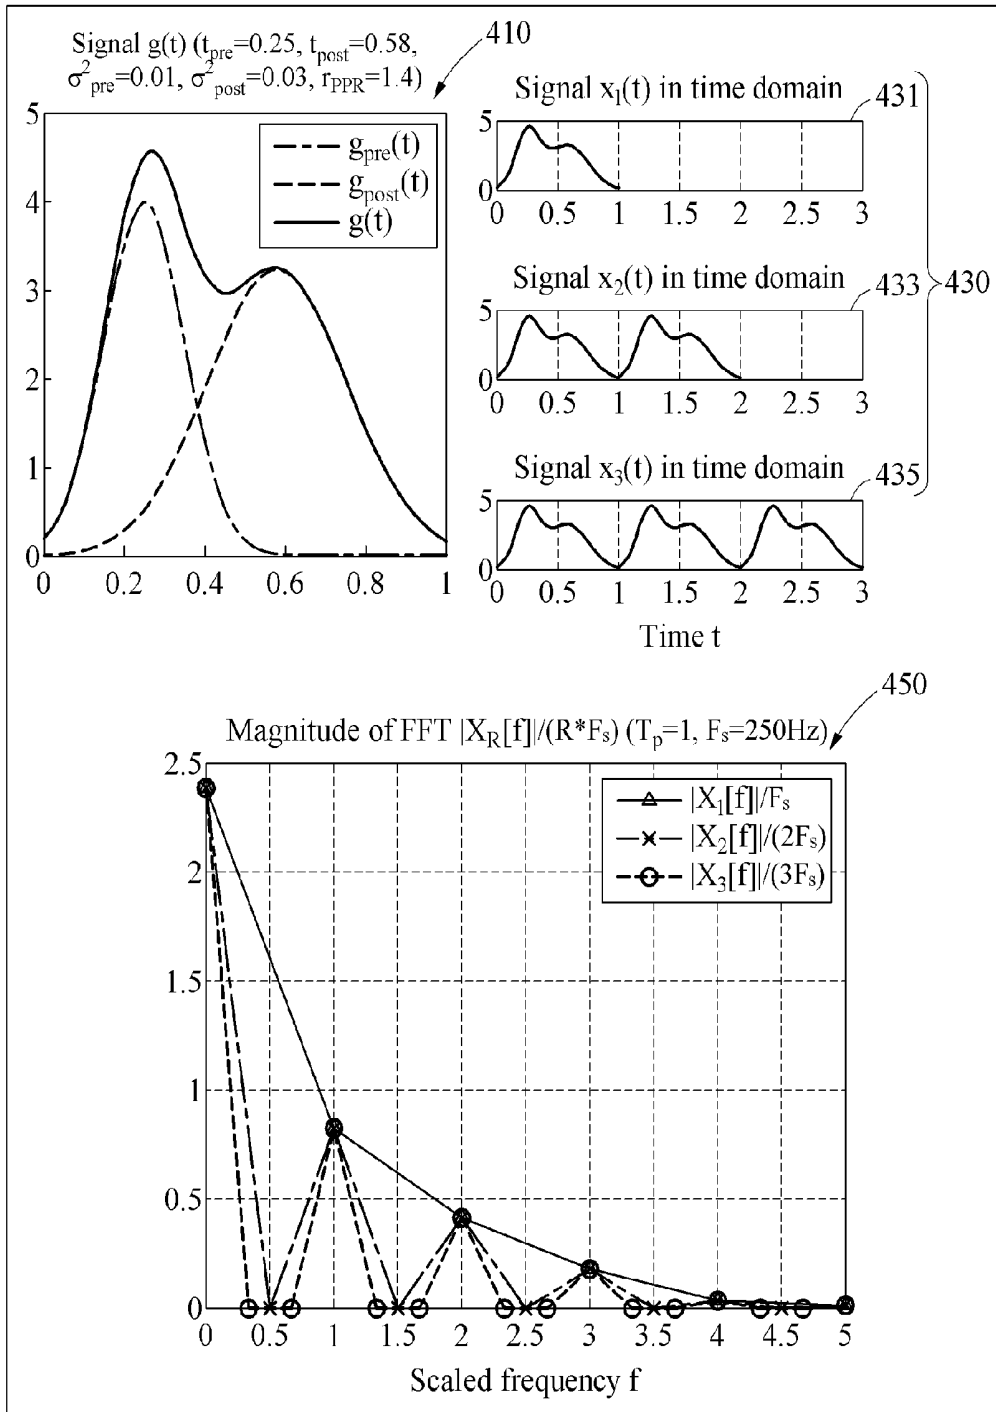 Signal g(t) (t_pre=0.25, t_post=0.58,
σ²_pre=0.01, σ²_post=0.03, r_PPR=1.4)
410
5
4
3
2
1
0
0 0.2 0.4 0.6 0.8 1
g_pre(t)
g_post(t)
g(t)
Signal x₁(t) in time domain
431
5
0
0 0.5 1 1.5 2 2.5 3
Signal x₂(t) in time domain
433
430
5
0
0 0.5 1 1.5 2 2.5 3
Signal x₃(t) in time domain
435
5
0
0 0.5 1 1.5 2 2.5 3
Time t
450
Magnitude of FFT |X_R[f]|/(R*F_s) (T_p=1, F_s=250Hz)
2.5
2
1.5
1
0.5
0
|X₁[f]|/F_s
|X₂[f]|/(2F_s)
|X₃[f]|/(3F_s)
0 0.5 1 1.5 2 2.5 3 3.5 4 4.5 5
Scaled frequency f